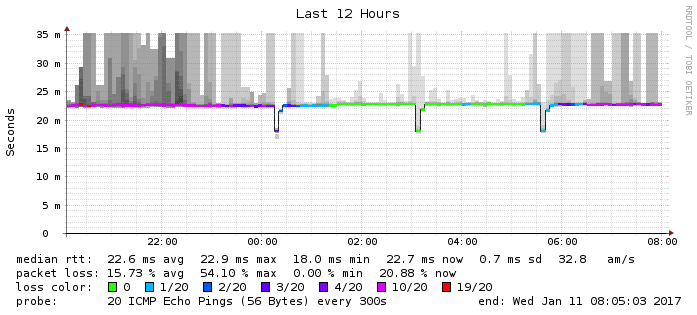 Last 12 Hours
RRDTOOL / TOBI OETIKER
Seconds
35 m
30 m
25 m
20 m
15 m
10 m
5 m
0
22:00 00:00 02:00 04:00 06:00 08:00
median rtt: 22.6 ms avg 22.9 ms max 18.0 ms min 22.7 ms now 0.7 ms sd 32.8 am/s
packet loss: 15.73 % avg 54.10 % max 0.00 % min 20.88 % now
loss color: 0 1/20 2/20 3/20 4/20 10/20 19/20
probe: 20 ICMP Echo Pings (56 Bytes) every 300s end: Wed Jan 11 08:05:03 2017